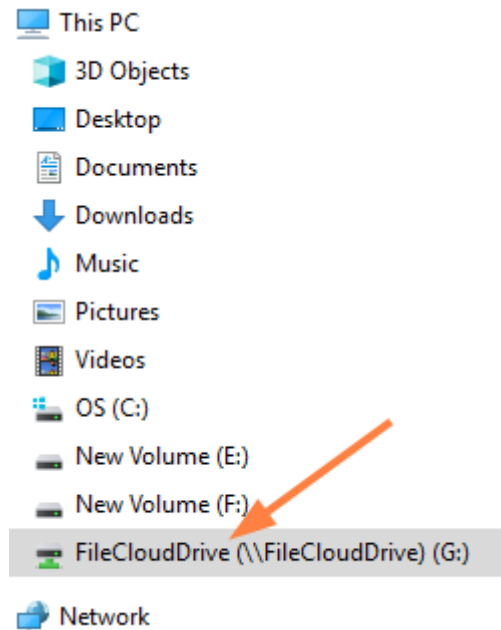 This PC
3D Objects
Desktop
Documents
Downloads
Music
Pictures
Videos
OS (C:)
New Volume (E:)
New Volume (F:)
FileCloudDrive (\\FileCloudDrive) (G:)
Network